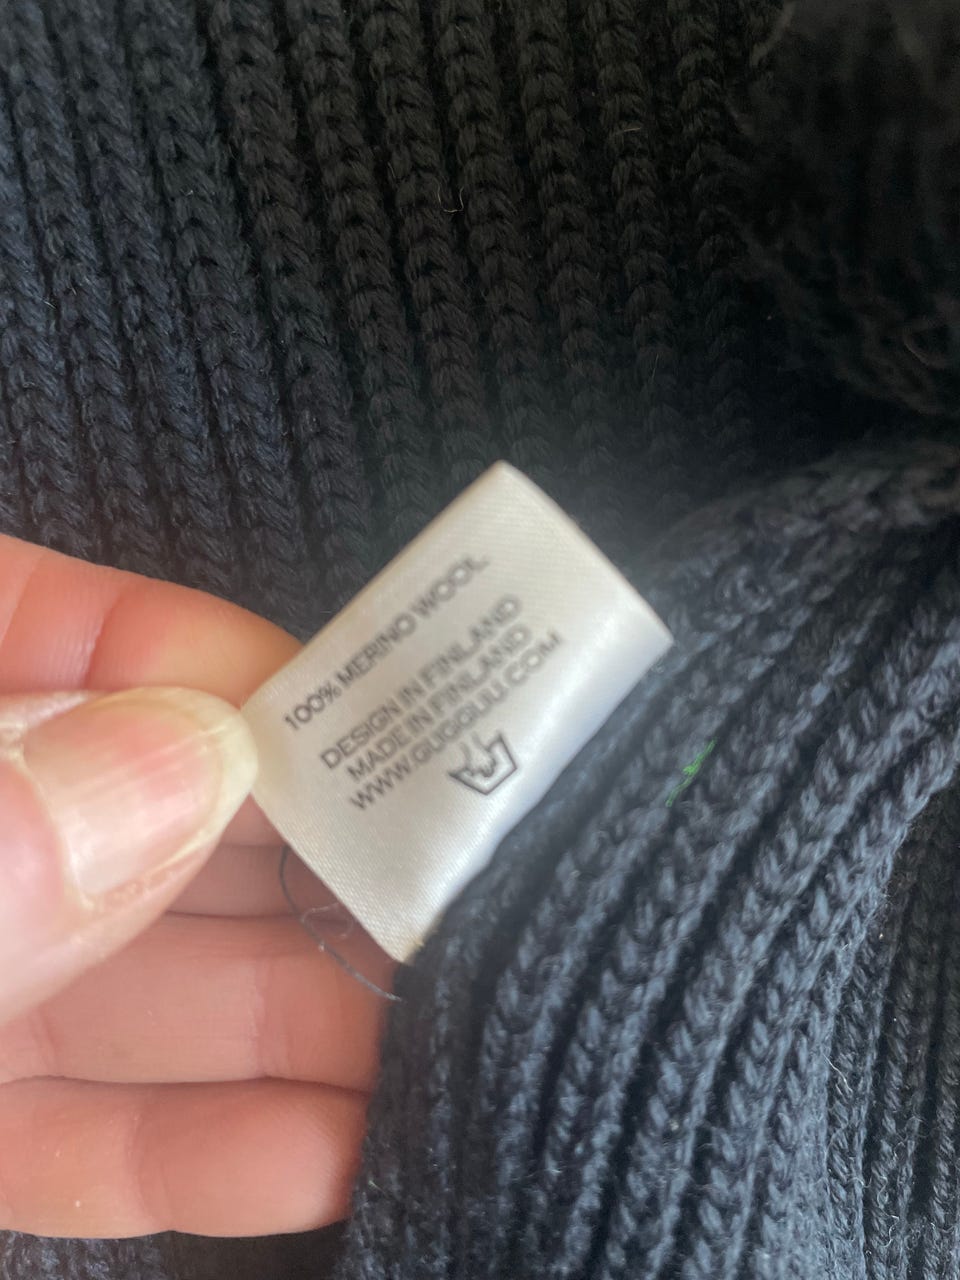 100% MERINO WOOL
DESIGN IN FINLAND
MADE IN FINLAND
WWW.GUGGUU.COM